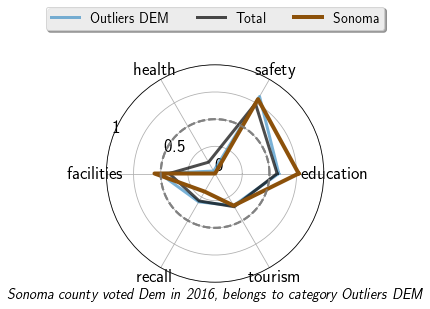 Outliers DEM Total Sonoma
health safety
1
0.5
0
facilities education
recall tourism
Sonoma county voted Dem in 2016, belongs to category Outliers DEM